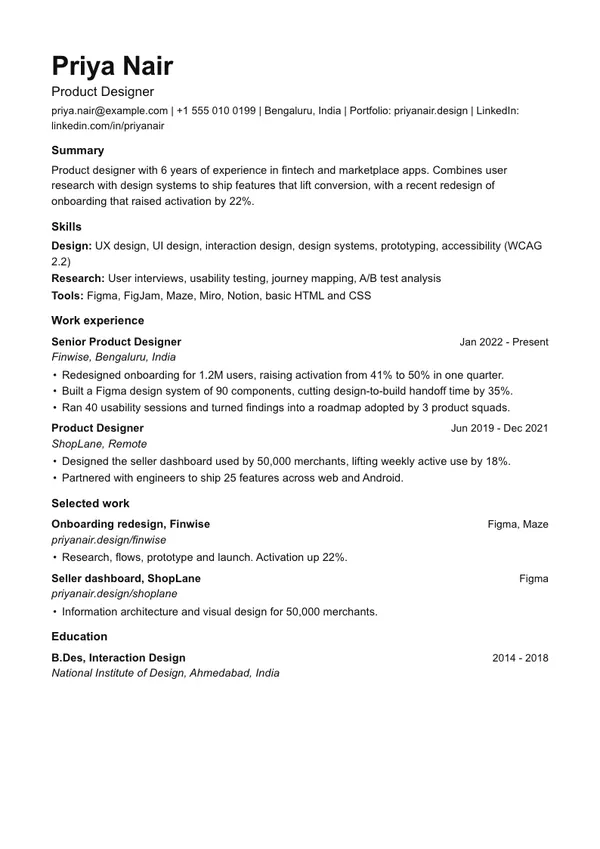 Priya Nair
Product Designer
priya.nair@example.com | +1 555 010 0199 | Bengaluru, India | Portfolio: priyanair.design | LinkedIn:
linkedin.com/in/priyanair
Summary
Product designer with 6 years of experience in fintech and marketplace apps. Combines user
research with design systems to ship features that lift conversion, with a recent redesign of
onboarding that raised activation by 22%.
Skills
Design: UX design, UI design, interaction design, design systems, prototyping, accessibility (WCAG
2.2)
Research: User interviews, usability testing, journey mapping, A/B test analysis
Tools: Figma, FigJam, Maze, Miro, Notion, basic HTML and CSS
Work experience
Senior Product Designer Jan 2022 - Present
Finwise, Bengaluru, India
• Redesigned onboarding for 1.2M users, raising activation from 41% to 50% in one quarter.
• Built a Figma design system of 90 components, cutting design-to-build handoff time by 35%.
• Ran 40 usability sessions and turned findings into a roadmap adopted by 3 product squads.
Product Designer Jun 2019 - Dec 2021
ShopLane, Remote
• Designed the seller dashboard used by 50,000 merchants, lifting weekly active use by 18%.
• Partnered with engineers to ship 25 features across web and Android.
Selected work
Onboarding redesign, Finwise Figma, Maze
priyanair.design/finwise
• Research, flows, prototype and launch. Activation up 22%.
Seller dashboard, ShopLane Figma
priyanair.design/shoplane
• Information architecture and visual design for 50,000 merchants.
Education
B.Des, Interaction Design 2014 - 2018
National Institute of Design, Ahmedabad, India